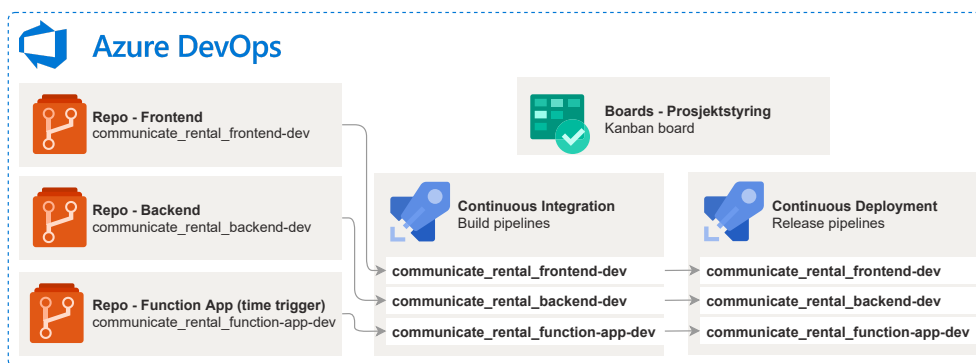 Azure DevOps
Repo - Frontend
communicate_rental_frontend-dev
Boards - Prosjektstyring
Kanban board
Repo - Backend
communicate_rental_backend-dev
Continuous Integration
Build pipelines
Continuous Deployment
Release pipelines
Repo - Function App (time trigger)
communicate_rental_function-app-dev
communicate_rental_frontend-dev
communicate_rental_backend-dev
communicate_rental_function-app-dev
communicate_rental_frontend-dev
communicate_rental_backend-dev
communicate_rental_function-app-dev